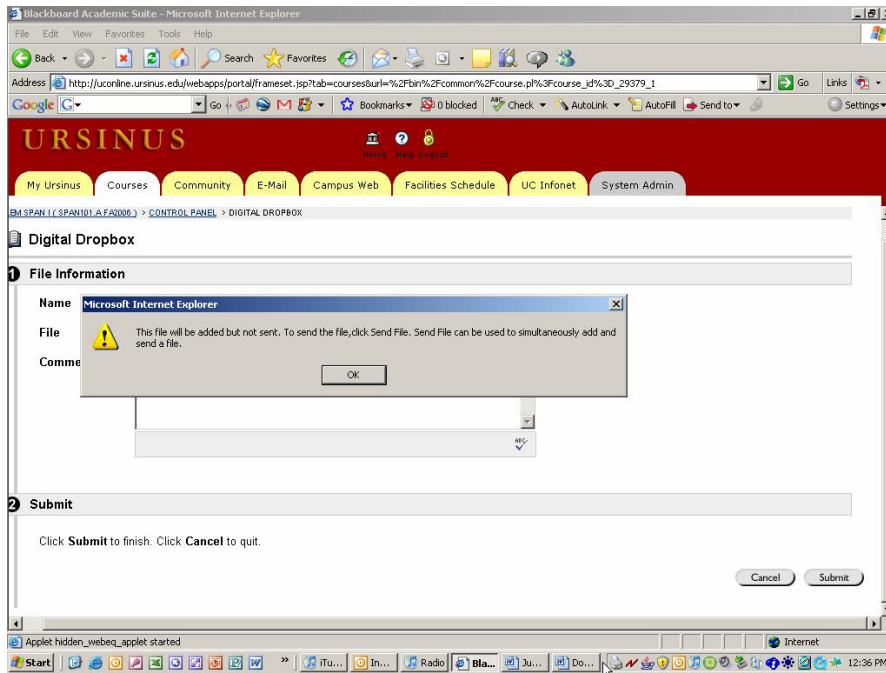 Blackboard Academic Suite - Microsoft Internet Explorer
File Edit View Favorites Tools Help
Back Search Favorites
Address http://uconline.ursinus.edu/webapps/portal/frameset.jsp?tab=courses&url=%2Fbin%2Fcommon%2Fcourse.pl%3Fcourse_id%3D_29379_1 Go Links
Google G Go Bookmarks 0 blocked Check AutoLink AutoFill Send to Settings
URSINUS
Home Help Logout
My Ursinus Courses Community E-Mail Campus Web Facilities Schedule UC Infonet System Admin
EM SPAN I ( SPAN101.A FA2006 ) > CONTROL PANEL > DIGITAL DROPBOX
Digital Dropbox
1 File Information
Name
Microsoft Internet Explorer
File
This file will be added but not sent. To send the file,click Send File. Send File can be used to simultaneously add and
send a file.
Comme
OK
ABC
2 Submit
Click Submit to finish. Click Cancel to quit.
Cancel Submit
Applet hidden_webeq_applet started Internet
Start » iTu... In... Radio Bla... Ju... Do... 12:36 PM